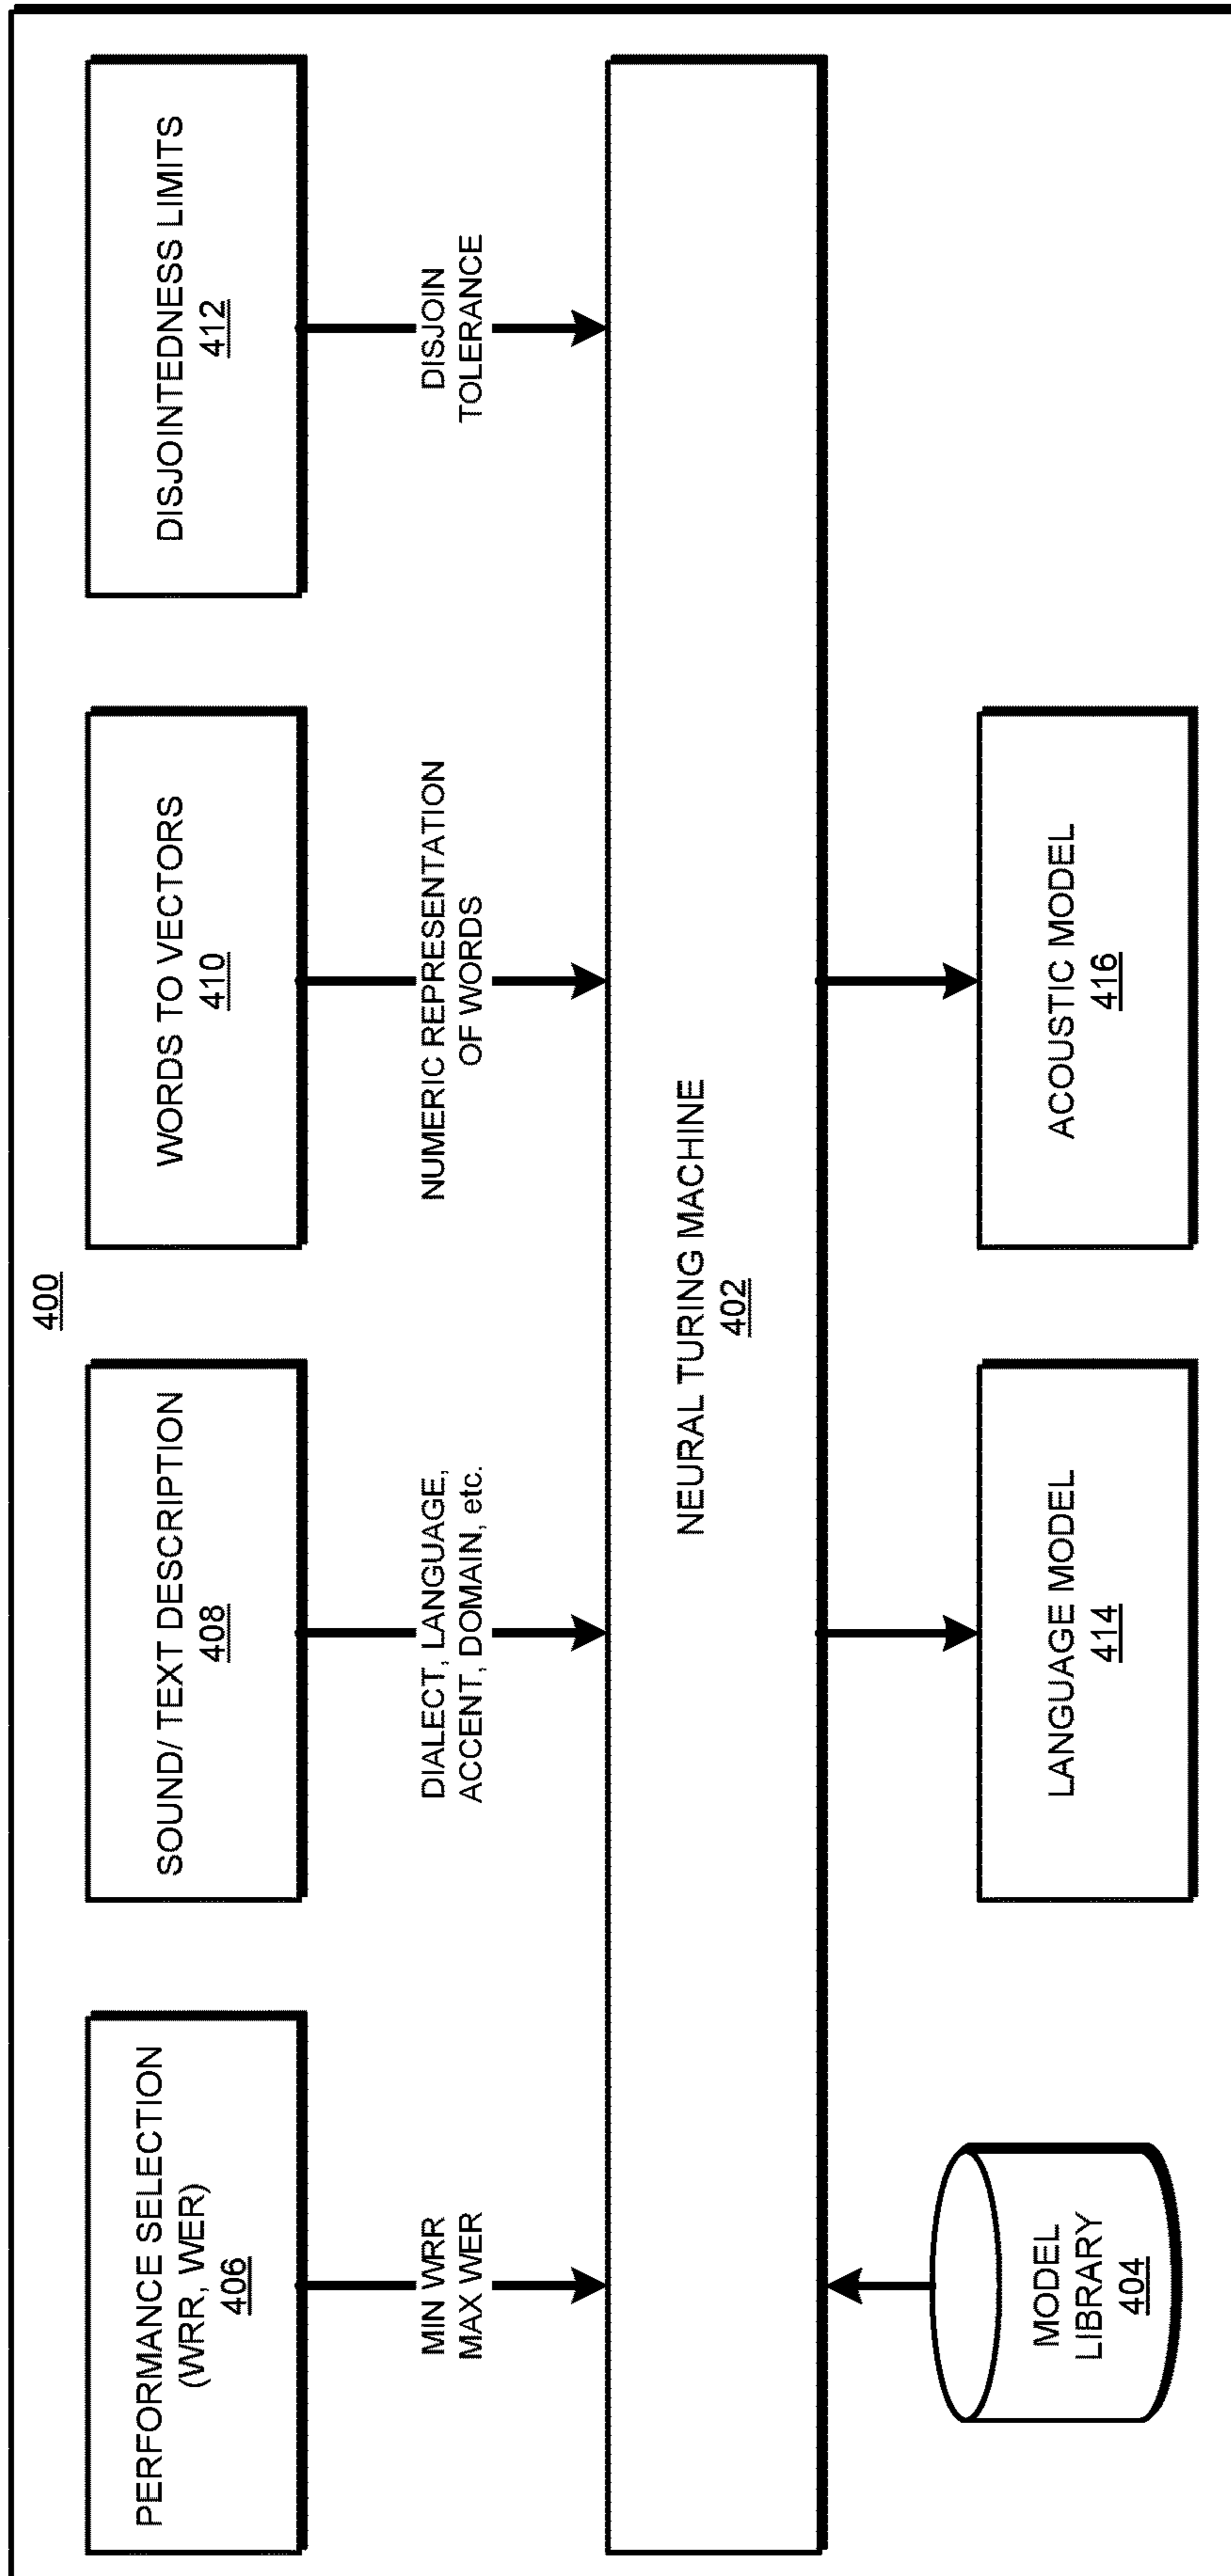 400
PERFORMANCE SELECTION
(WRR, WER)
406
SOUND/ TEXT DESCRIPTION
408
WORDS TO VECTORS
410
DISJOINTEDNESS LIMITS
412
MIN WRR
MAX WER
DIALECT, LANGUAGE,
ACCENT, DOMAIN, etc.
NUMERIC REPRESENTATION
OF WORDS
DISJOIN
TOLERANCE
NEURAL TURING MACHINE
402
MODEL
LIBRARY
404
LANGUAGE MODEL
414
ACOUSTIC MODEL
416